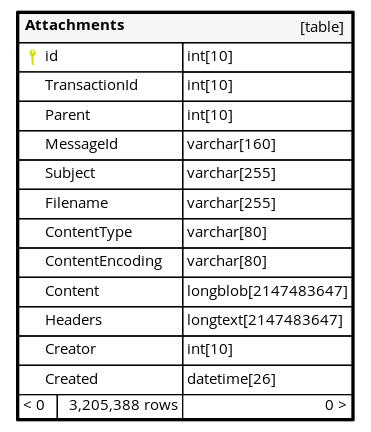 Attachments [table]
id int[10]
TransactionId int[10]
Parent int[10]
MessageId varchar[160]
Subject varchar[255]
Filename varchar[255]
ContentType varchar[80]
ContentEncoding varchar[80]
Content longblob[2147483647]
Headers longtext[2147483647]
Creator int[10]
Created datetime[26]
< 0 3,205,388 rows 0 >